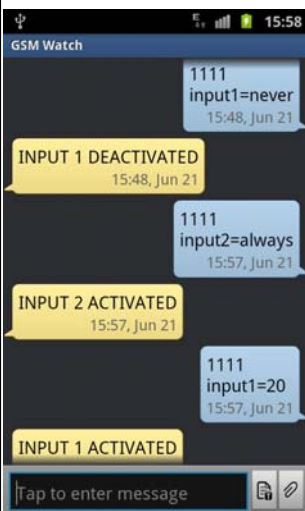 15:58
GSM Watch
1111
input1=never
15:48, Jun 21
INPUT 1 DEACTIVATED
15:48, Jun 21
1111
input2=always
15:57, Jun 21
INPUT 2 ACTIVATED
15:57, Jun 21
1111
input1=20
15:57, Jun 21
INPUT 1 ACTIVATED
Tap to enter message